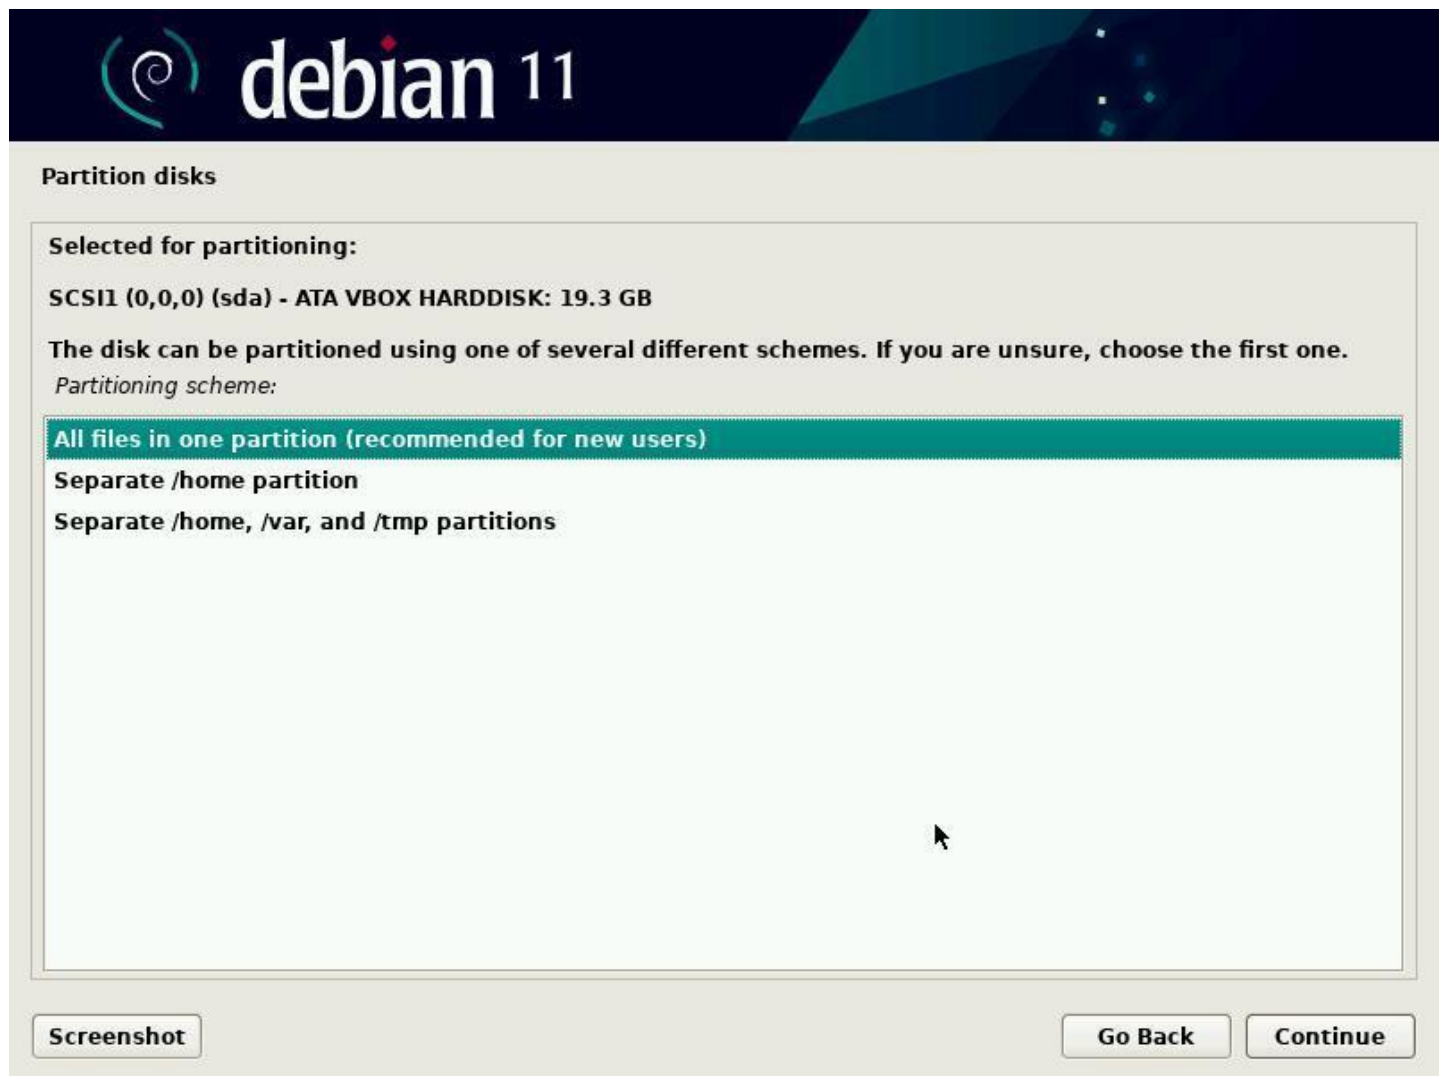 debian 11
Partition disks
Selected for partitioning:
SCSI1 (0,0,0) (sda) - ATA VBOX HARDDISK: 19.3 GB
The disk can be partitioned using one of several different schemes. If you are unsure, choose the first one.
Partitioning scheme:
All files in one partition (recommended for new users)
Separate /home partition
Separate /home, /var, and /tmp partitions
Screenshot
Go Back
Continue